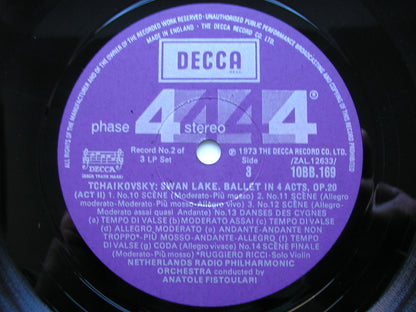 ALL RIGHTS OF THE MANUFACTURER AND OF THE OWNER OF THE RECORDED WORK RESERVED · UNAUTHORISED PUBLIC PERFORMANCE BROADCASTING AND COPYING OF THIS RECORD PROHIBITED
MADE IN ENGLAND · THE DECCA RECORD CO. LTD.
DECCA
phase 4 stereo 444®
Record No.2 of
3 LP Set
℗ 1973 THE DECCA RECORD CO LTD.
Side
3
/ZAL.12633/
10BB.169
DECCA
TCHAIKOVSKY: SWAN LAKE. BALLET IN 4 ACTS, OP.20
(ACT II) 1. No.10 SCÈNE (Moderato) 2. No.11 SCÈNE (Allegro
moderato-Moderato-Più mosso-Allegro vivo) 3. No.12 SCÈNE (Allegro-
Moderato assai quasi Andante) No.13 DANSES DES CYGNES
(a) TEMPO DI VALSE (b) MODERATO ASSAI (c) TEMPO DI VALSE
(d) ALLEGRO MODERATO (e) ANDANTE-ANDANTE NON
TROPPO*-PIÙ MOSSO-ANDANTE-ALLEGRO (f) TEMPO
DI VALSE (g) CODA (Allegro vivace) No.14 SCÈNE FINALE
(Moderato-Più mosso) *RUGGIERO RICCI-Solo Violin
NETHERLANDS RADIO PHILHARMONIC
ORCHESTRA conducted by
ANATOLE FISTOULARI